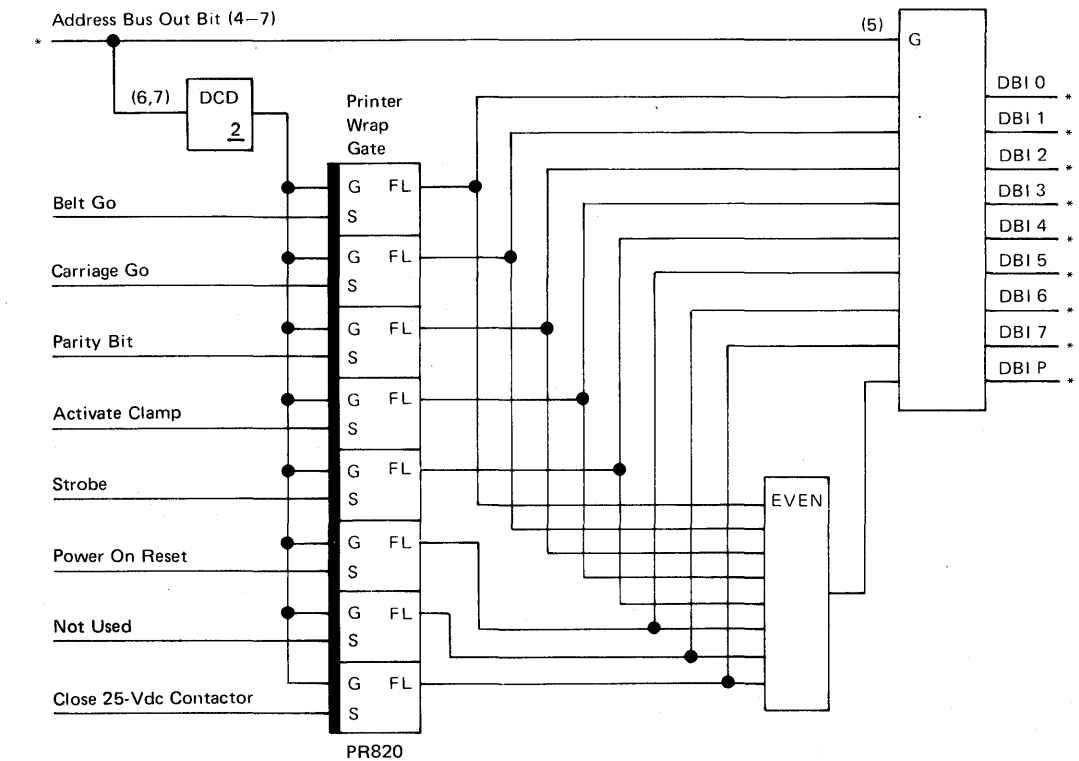 Address Bus Out Bit (4–7)
*
(5)
G
(6,7)
DCD
2
Printer
Wrap
Gate
DBI 0 *
DBI 1 *
DBI 2 *
DBI 3 *
DBI 4 *
DBI 5 *
DBI 6 *
DBI 7 *
DBI P *
G FL
Belt Go
S
G FL
Carriage Go
S
G FL
Parity Bit
S
G FL
Activate Clamp
S
G FL
Strobe
S
EVEN
G FL
Power On Reset
S
G FL
Not Used
S
G FL
Close 25-Vdc Contactor
S
PR820